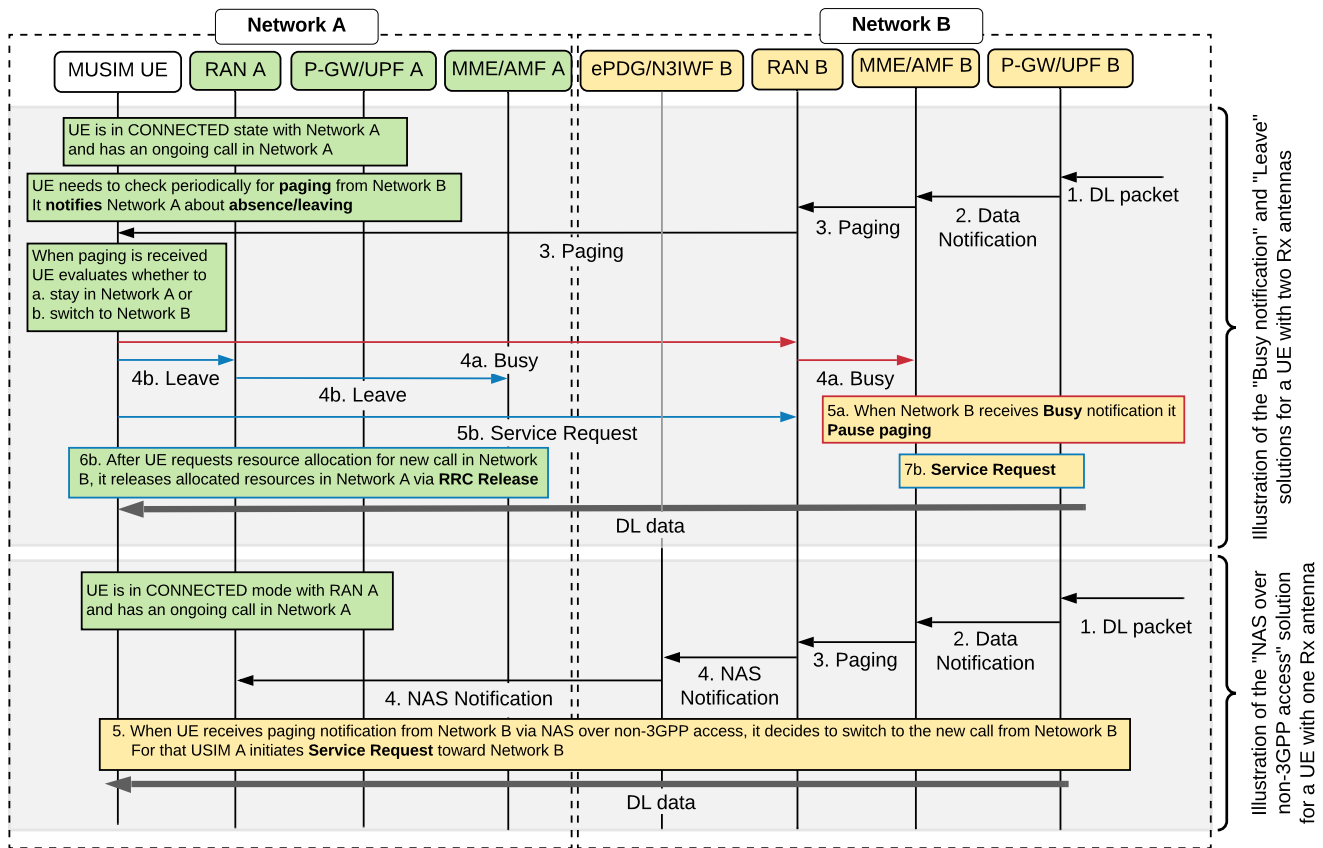 Network A
Network B
MUSIM UE
RAN A
P-GW/UPF A
MME/AMF A
ePDG/N3IWF B
RAN B
MME/AMF B
P-GW/UPF B
UE is in CONNECTED state with Network A
and has an ongoing call in Network A
UE needs to check periodically for paging from Network B
It notifies Network A about absence/leaving
1. DL packet
2. Data
Notification
3. Paging
3. Paging
When paging is received
UE evaluates whether to
a. stay in Network A or
b. switch to Network B
4a. Busy
4b. Leave
4a. Busy
4b. Leave
5a. When Network B receives Busy notification it
Pause paging
5b. Service Request
6b. After UE requests resource allocation for new call in Network
B, it releases allocated resources in Network A via RRC Release
7b. Service Request
DL data
Illustration of the "Busy notification" and "Leave"
solutions for a UE with two Rx antennas
UE is in CONNECTED mode with RAN A
and has an ongoing call in Network A
1. DL packet
2. Data
Notification
3. Paging
4. NAS
Notification
4. NAS Notification
5. When UE receives paging notification from Network B via NAS over non-3GPP access, it decides to switch to the new call from Netowork B
For that USIM A initiates Service Request toward Network B
DL data
Illustration of the "NAS over
non-3GPP access" solution
for a UE with one Rx antenna